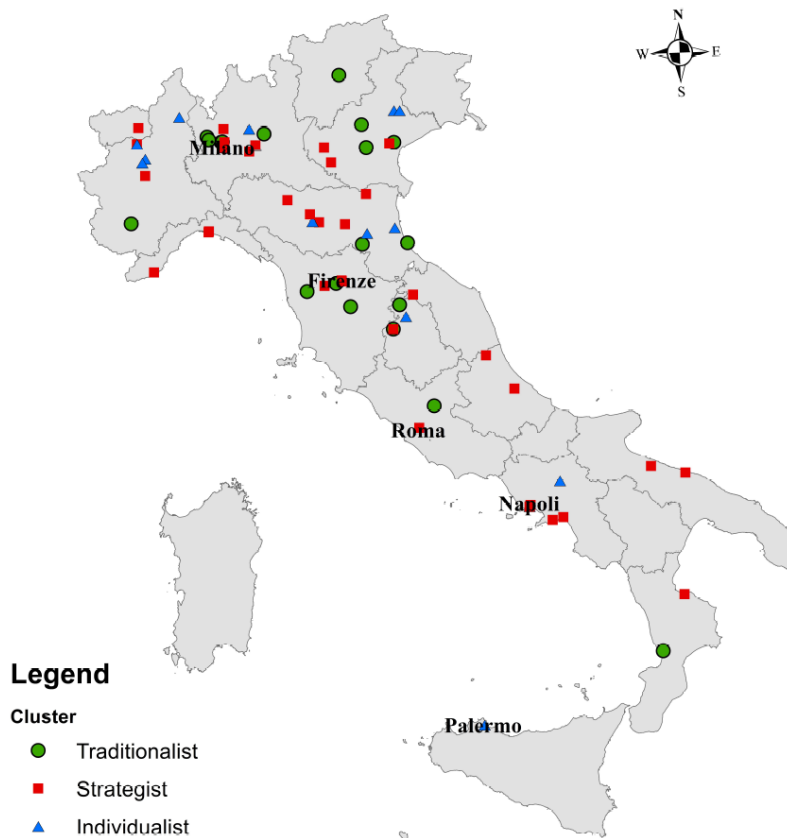 N
W E
S
Milano
Firenze
Roma
Napoli
Palermo
Legend
Cluster
Traditionalist
Strategist
Individualist